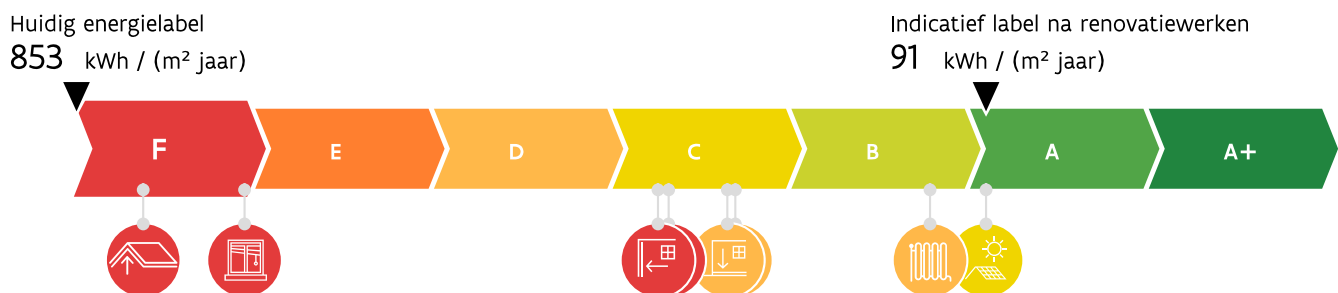 Huidig energielabel
853 kWh / (m² jaar)
Indicatief label na renovatiewerken
91 kWh / (m² jaar)
F E D C B A A+